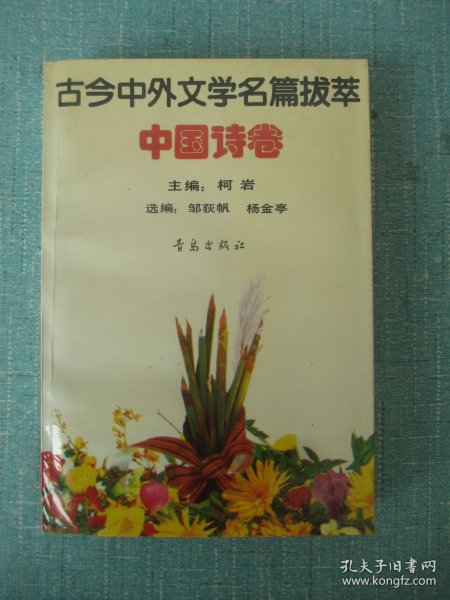 古今中外文学名篇拔萃
中国诗卷
主编：柯岩
选编：邹荻帆 杨金亭
青岛出版社
孔夫子旧书网
www.kongfz.com